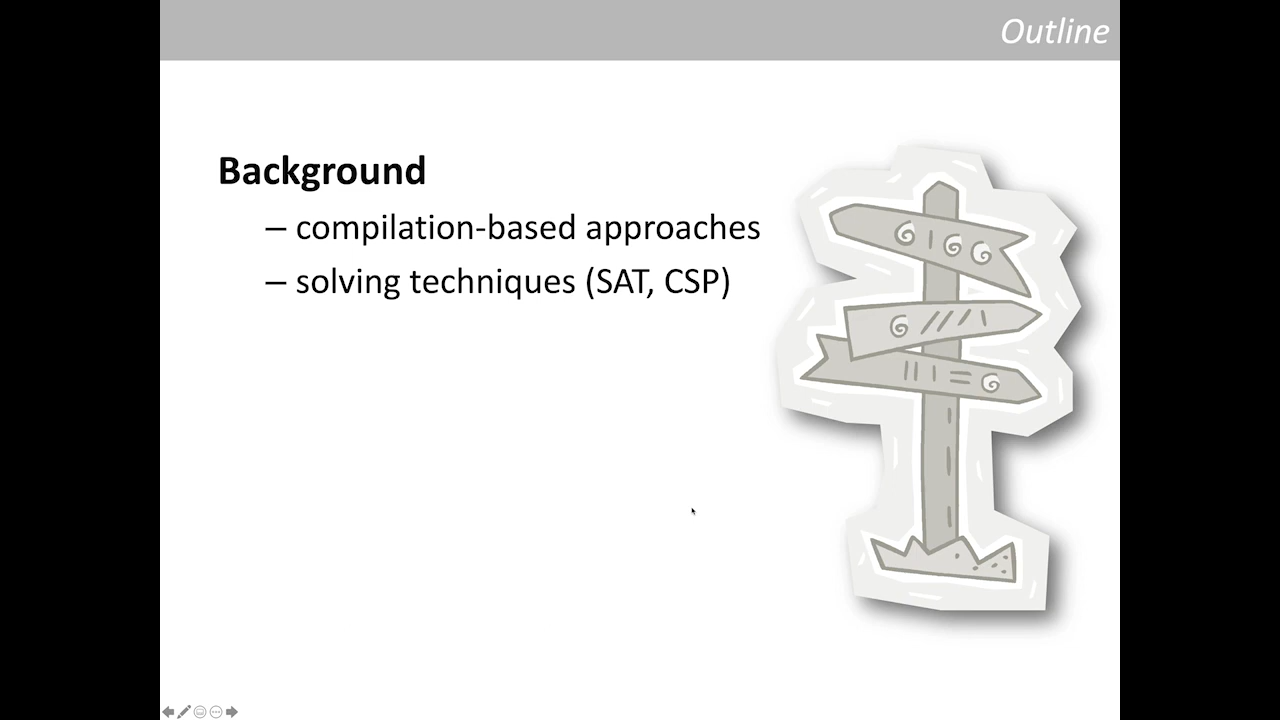 Outline
Background
– compilation-based approaches
– solving techniques (SAT, CSP)